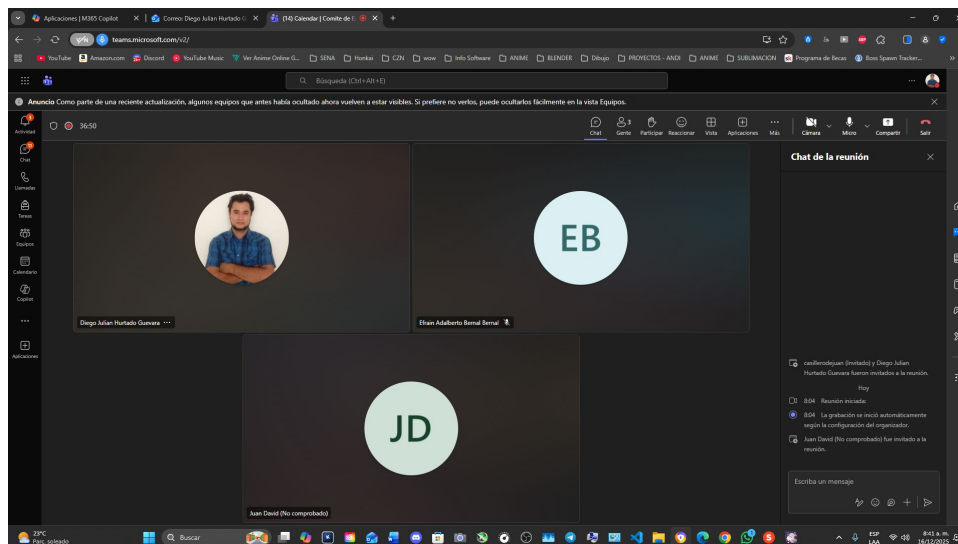 Aplicaciones | M365 Copilot
Correo: Diego Julian Hurtado G
(14) Calendar | Comite de E
teams.microsoft.com/v2/
YouTube
Amazon.com
Discord
YouTube Music
Ver Anime Online G...
SENA
Honkai
CZN
wow
Info Software
ANIME
BLENDER
Dibujo
PROYECTOS - ANDI
ANIME
SUBLIMACION
Programa de Becas
Boss Spawn Tracker...
Búsqueda (Ctrl+Alt+E)
Anuncio Como parte de una reciente actualización, algunos equipos que antes había ocultado ahora vuelven a estar visibles. Si prefiere no verlos, puede ocultarlos fácilmente en la vista Equipos.
Actividad
Chat
Llamadas
Tareas
Equipos
Calendario
Copilot
Aplicaciones
36:50
Chat
3
Gente
Participar
Reaccionar
Vista
Aplicaciones
Más
Cámara
Micro
Compartir
Salir
Diego Julian Hurtado Guevara
EB
Efrain Adalberto Bernal Bernal
JD
Juan David (No comprobado)
Chat de la reunión
casillerodejuan (Invitado) y Diego Julian
Hurtado Guevara fueron invitados a la reunión.
Hoy
8:04 Reunión iniciada:
8:04 La grabación se inició automáticamente
según la configuración del organizador.
Juan David (No comprobado) fue invitado a la
reunión.
Escriba un mensaje
23°C
Parc. soleado
Buscar
ESP
LAA
8:41 a. m.
16/12/2025